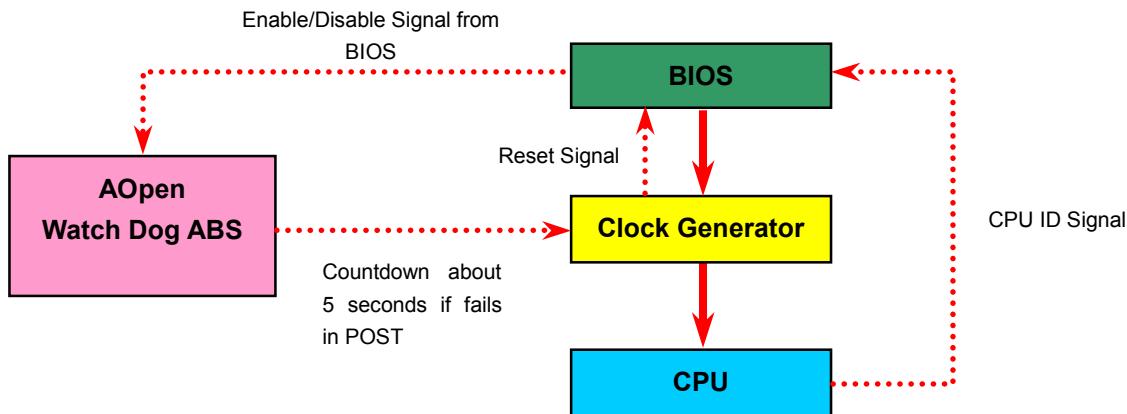 Enable/Disable Signal from
BIOS
BIOS
Reset Signal
AOpen
Watch Dog ABS
Clock Generator
CPU ID Signal
Countdown about
5 seconds if fails
in POST
CPU